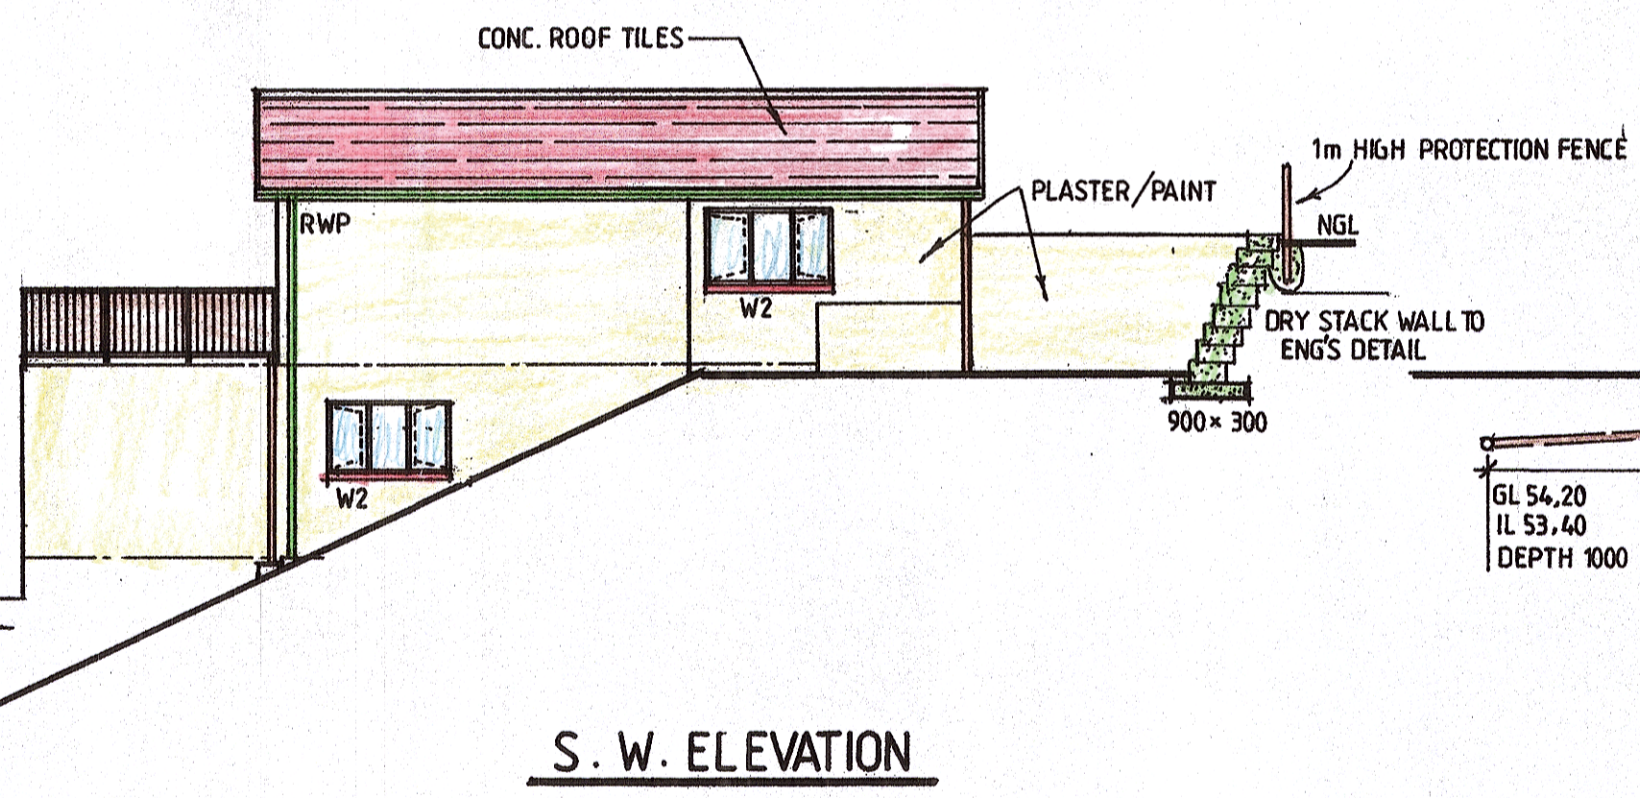 CONC. ROOF TILES
1m HIGH PROTECTION FENCE
PLASTER/PAINT
RWP
NGL
W2
DRY STACK WALL TO
ENG'S DETAIL
900 x 300
W2
GL 54,20
IL 53,40
DEPTH 1000
S. W. ELEVATION